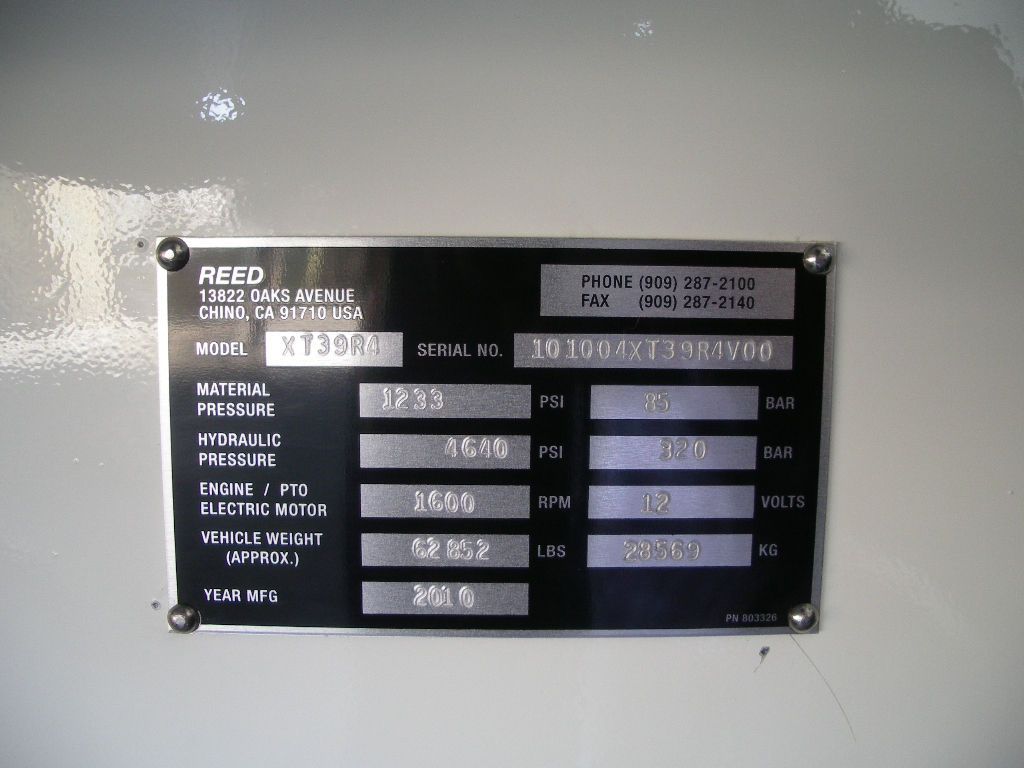 REED
13822 OAKS AVENUE
CHINO, CA 91710 USA
PHONE (909) 287-2100
FAX (909) 287-2140
MODEL XT39R4 SERIAL NO. 101004XT39R4V00
MATERIAL PRESSURE 1233 PSI 85 BAR
HYDRAULIC PRESSURE 4640 PSI 320 BAR
ENGINE / PTO ELECTRIC MOTOR 1600 RPM 12 VOLTS
VEHICLE WEIGHT (APPROX.) 62852 LBS 28569 KG
YEAR MFG 2010
PN 803326